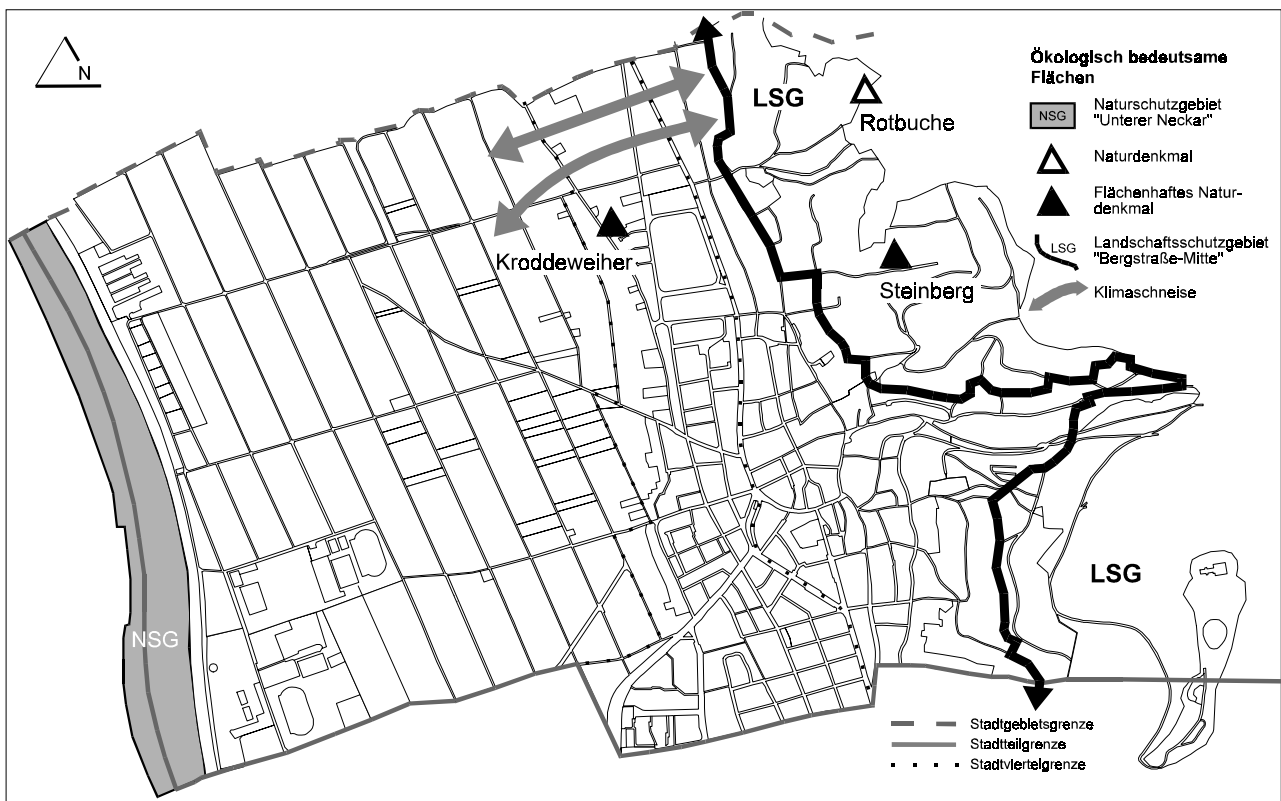 N
LSG
Rotbuche
Kroddeweiher
Steinberg
NSG
LSG
Ökologisch bedeutsame
Flächen
NSG
Naturschutzgebiet
"Unterer Neckar"
Naturdenkmal
Flächenhaftes Natur-
denkmal
LSG
Landschaftsschutzgebiet
"Bergstraße-Mitte"
Klimaschneise
Stadtgebietsgrenze
Stadtteilgrenze
Stadtviertelgrenze